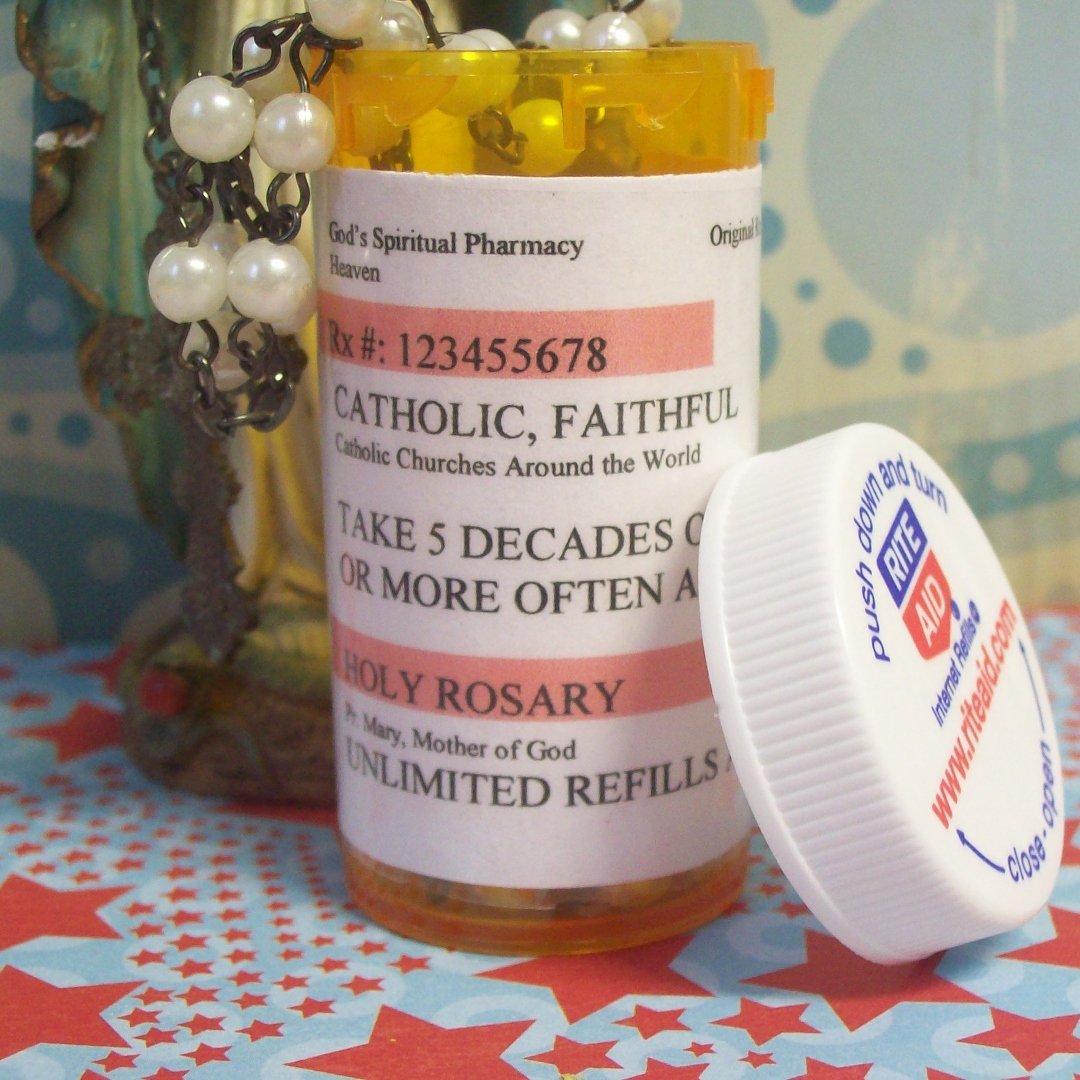 God's Spiritual Pharmacy
Original
Heaven
Rx #: 123455678
CATHOLIC, FAITHFUL
Catholic Churches Around the World
TAKE 5 DECADES
OR MORE OFTEN
HOLY ROSARY
Pr. Mary, Mother of God
UNLIMITED REFILLS
push down and turn
RITE
AID
Internet Refills @
www.riteaid.com
close - open